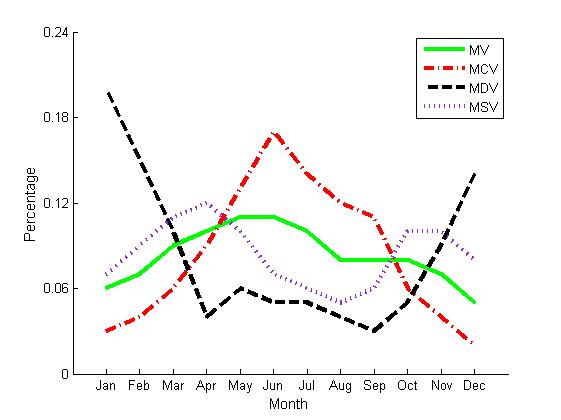 0.24
MV
MCV
MDV
MSV
0.18
0.12
0.06
0
Percentage
Jan Feb Mar Apr May Jun Jul Aug Sep Oct Nov Dec
Month